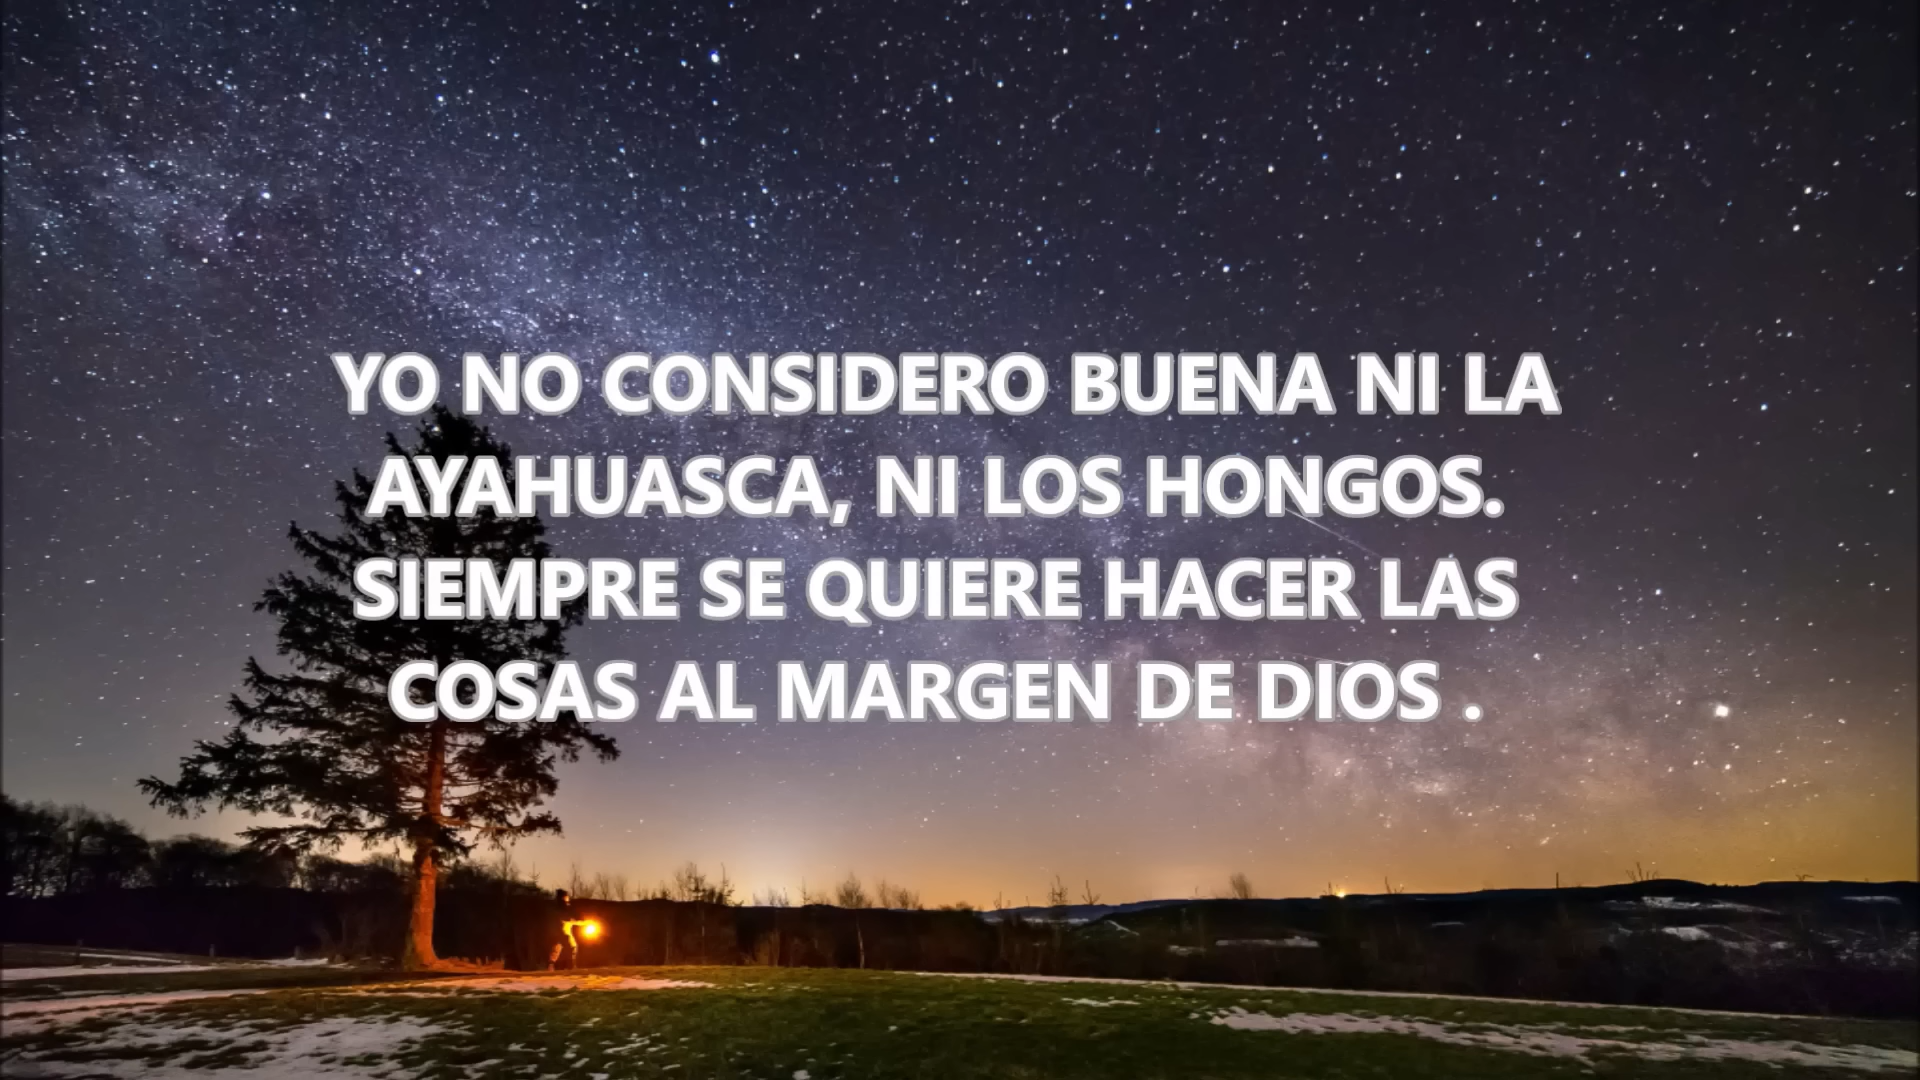 YO NO CONSIDERO BUENA NI LA
AYAHUASCA, NI LOS HONGOS.
SIEMPRE SE QUIERE HACER LAS
COSAS AL MARGEN DE DIOS .